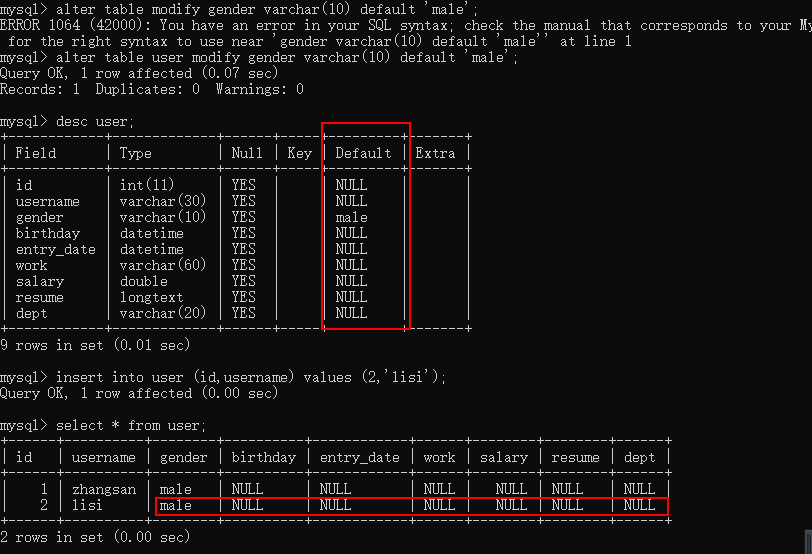 mysql> alter table modify gender varchar(10) default 'male';
ERROR 1064 (42000): You have an error in your SQL syntax; check the manual that corresponds to your My
 for the right syntax to use near 'gender varchar(10) default 'male'' at line 1
mysql> alter table user modify gender varchar(10) default 'male';
Query OK, 1 row affected (0.07 sec)
Records: 1  Duplicates: 0  Warnings: 0
mysql> desc user;
+------------+-------------+------+-----+---------+-------+
| Field      | Type        | Null | Key | Default | Extra |
+------------+-------------+------+-----+---------+-------+
| id         | int(11)     | YES  |     | NULL    |       |
| username   | varchar(30) | YES  |     | NULL    |       |
| gender     | varchar(10) | YES  |     | male    |       |
| birthday   | datetime    | YES  |     | NULL    |       |
| entry_date | datetime    | YES  |     | NULL    |       |
| work       | varchar(60) | YES  |     | NULL    |       |
| salary     | double      | YES  |     | NULL    |       |
| resume     | longtext    | YES  |     | NULL    |       |
| dept       | varchar(20) | YES  |     | NULL    |       |
+------------+-------------+------+-----+---------+-------+
9 rows in set (0.01 sec)
mysql> insert into user (id,username) values (2,'lisi');
Query OK, 1 row affected (0.00 sec)
mysql> select * from user;
+------+----------+--------+----------+------------+------+--------+--------+------+
| id   | username | gender | birthday | entry_date | work | salary | resume | dept |
+------+----------+--------+----------+------------+------+--------+--------+------+
|    1 | zhangsan | male   | NULL     | NULL       | NULL |   NULL | NULL   | NULL |
|    2 | lisi     | male   | NULL     | NULL       | NULL |   NULL | NULL   | NULL |
+------+----------+--------+----------+------------+------+--------+--------+------+
2 rows in set (0.00 sec)